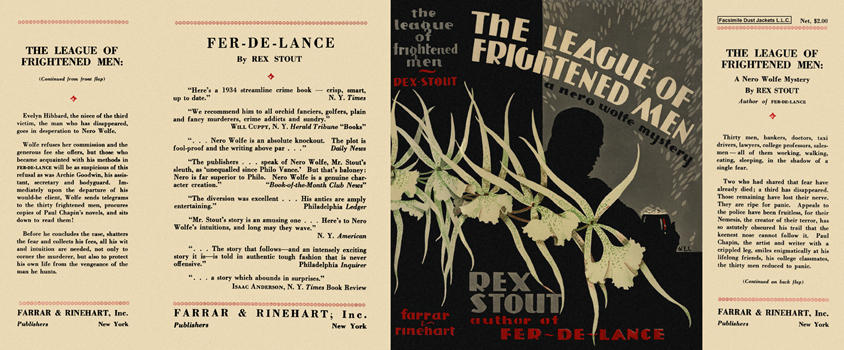 THE LEAGUE OF
FRIGHTENED MEN:
(Continued from front flap)
Evelyn Hibbard, the niece of the third
victim, the man who has disappeared,
goes in desperation to Nero Wolfe.
Wolfe refuses her commission and the
generous fee she offers, but those who
became acquainted with his methods in
FER-DE-LANCE will be as suspicious of this
refusal as was Archie Goodwin, his assis-
tant, secretary and bodyguard. Im-
mediately upon the departure of his
would-be client, Wolfe sends telegrams
to the thirty frightened men, procures
copies of Paul Chapin's novels, and sits
down to read them!
Before he concludes the case, shatters
the fear and collects his fees, all his wit
and intuition are needed, not only to
corner the murderer, but also to protect
his own life from the vengeance of the
man he hunts.
FARRAR & RINEHART, Inc.
Publishers New York
FER-DE-LANCE
By REX STOUT
"Here's a 1934 streamline crime book — crisp, smart,
up to date." N. Y. Times
"We recommend him to all orchid fanciers, golfers, plain
and fancy murderers, crime addicts and sundry."
WILL CUPPY, N. Y. Herald Tribune "Books"
". . . Nero Wolfe is an absolute knockout. The plot is
fool-proof and the writing above par . . ." Daily News
"The publishers . . . speak of Nero Wolfe, Mr. Stout's
sleuth, as 'unequalled since Philo Vance.' But that's baloney:
Nero is far superior to Philo. Nero Wolfe is a genuine char-
acter creation." "Book-of-the-Month Club News"
"The diversion was excellent . . . His antics are amply
entertaining." Philadelphia Ledger
"Mr. Stout's story is an amusing one . . . Here's to Nero
Wolfe's intuitions, and long may they wave."
N. Y. American
". . . The story that follows—and an intensely exciting
story it is—is told in authentic tough fashion that is never
offensive." Philadelphia Inquirer
". . . a story which abounds in surprises."
ISAAC ANDERSON, N. Y. Times Book Review
FARRAR & RINEHART; Inc.
Publishers New York
the
league
of
frightened
men
REX·STOUT
farrar
&
rinehart
THE LEAGUE OF
FRIGHTENED MEN
a nero wolfe mystery
REX
STOUT
author of
FER-DE-LANCE
Facsimile Dust Jackets L.L.C. Net, $2.00
THE LEAGUE OF
FRIGHTENED MEN:
A Nero Wolfe Mystery
By REX STOUT
Author of FER-DE-LANCE
Thirty men, bankers, doctors, taxi
drivers, lawyers, college professors, sales-
men — all of them working, walking,
eating, sleeping, in the shadow of a
single fear.
Two who had shared that fear have
already died; a third has disappeared.
Those remaining have lost their nerve.
They are ripe for panic. Appeals to
the police have been fruitless, for their
Nemesis, the creator of their terror, has
so astutely obscured his trail that the
keenest nose cannot follow it. Paul
Chapin, the artist and writer with a
crippled leg, smiles enigmatically at his
lifelong friends, his college classmates,
the thirty men reduced to panic.
(Continued on back flap)
FARRAR & RINEHART, Inc.
Publishers New York